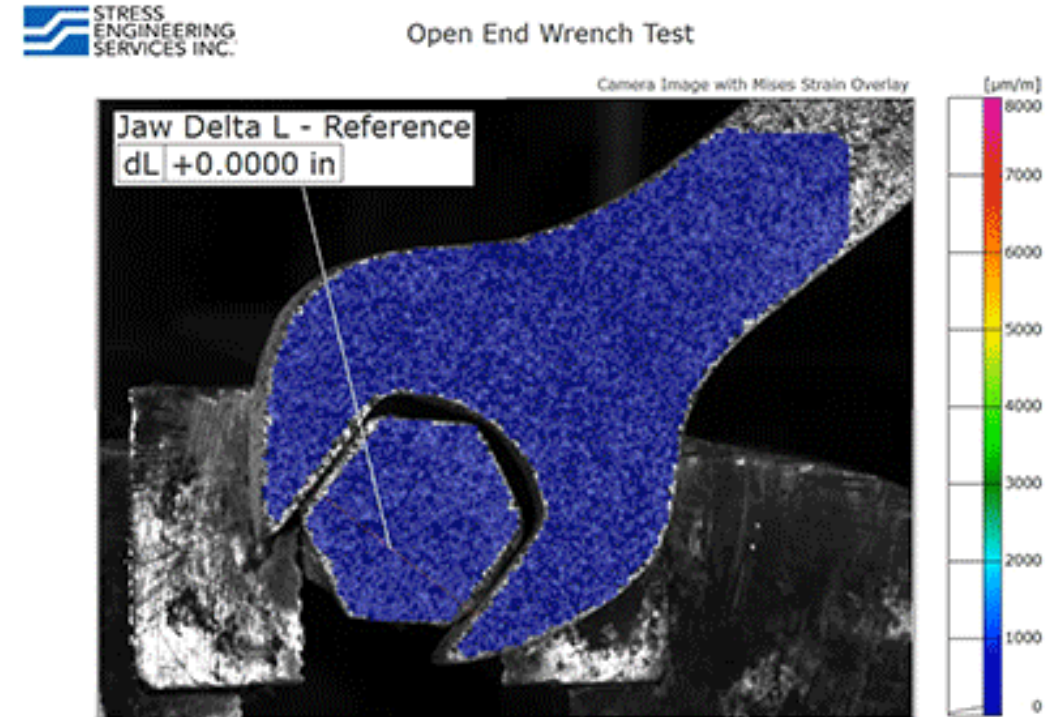 STRESS
ENGINEERING
SERVICES INC.
Open End Wrench Test
Camera Image with Mises Strain Overlay
[µm/m]
Jaw Delta L - Reference
dL +0.0000 in
8000
7000
6000
5000
4000
3000
2000
1000
0